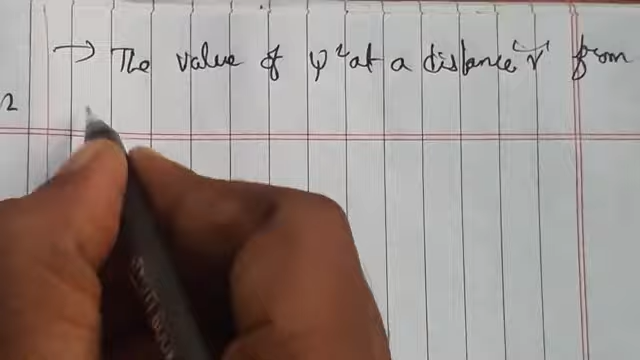 → The value of ψ² at a distance "r" from